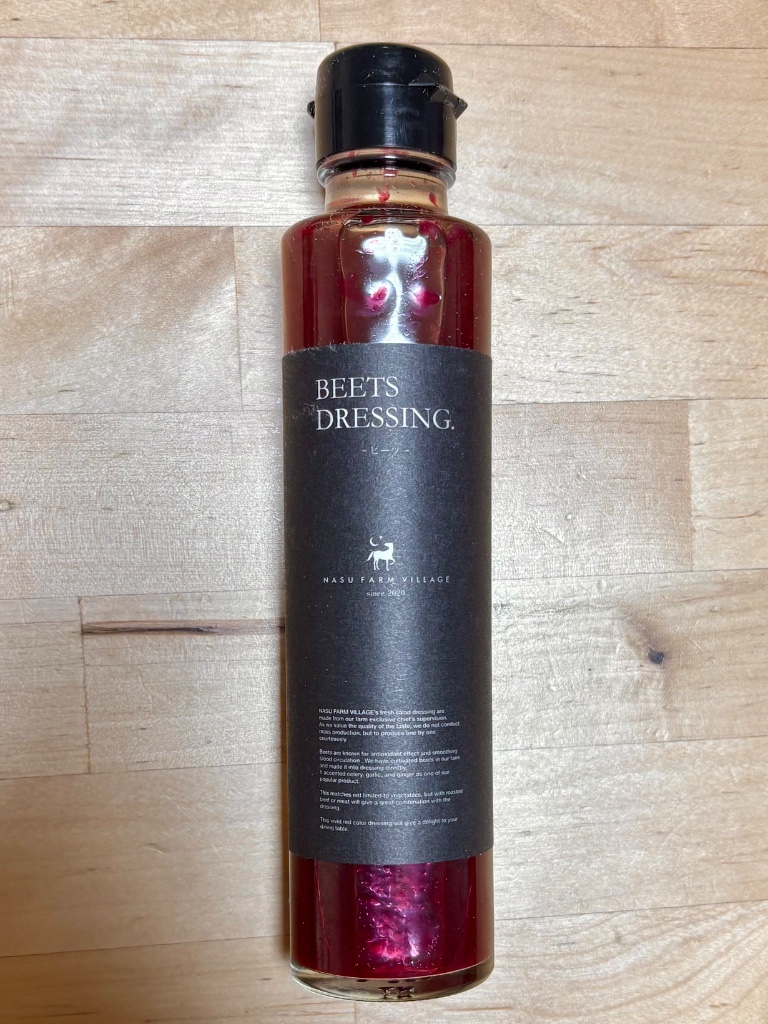 BEETS
DRESSING.
- ビーツ -
NASU FARM VILLAGE
since 2020
NASU FARM VILLAGE's fresh salad dressing are
made from our farm exclusive chief's supervision.
As we value the quality of the taste, we do not conduct
mass production, but to produce one by one
courteously.
Beets are known for antioxidant effect and smoothing
blood circulation. We have cultivated beets in our farm
and made it into dressing directly.
I accented celery, garlic, and ginger as one of our
popular product.
This matches not limited to vegetables, but with roasted
beef or meat will give a great combination with the
dressing.
This vivid red color dressing will give a delight to your
dining table.